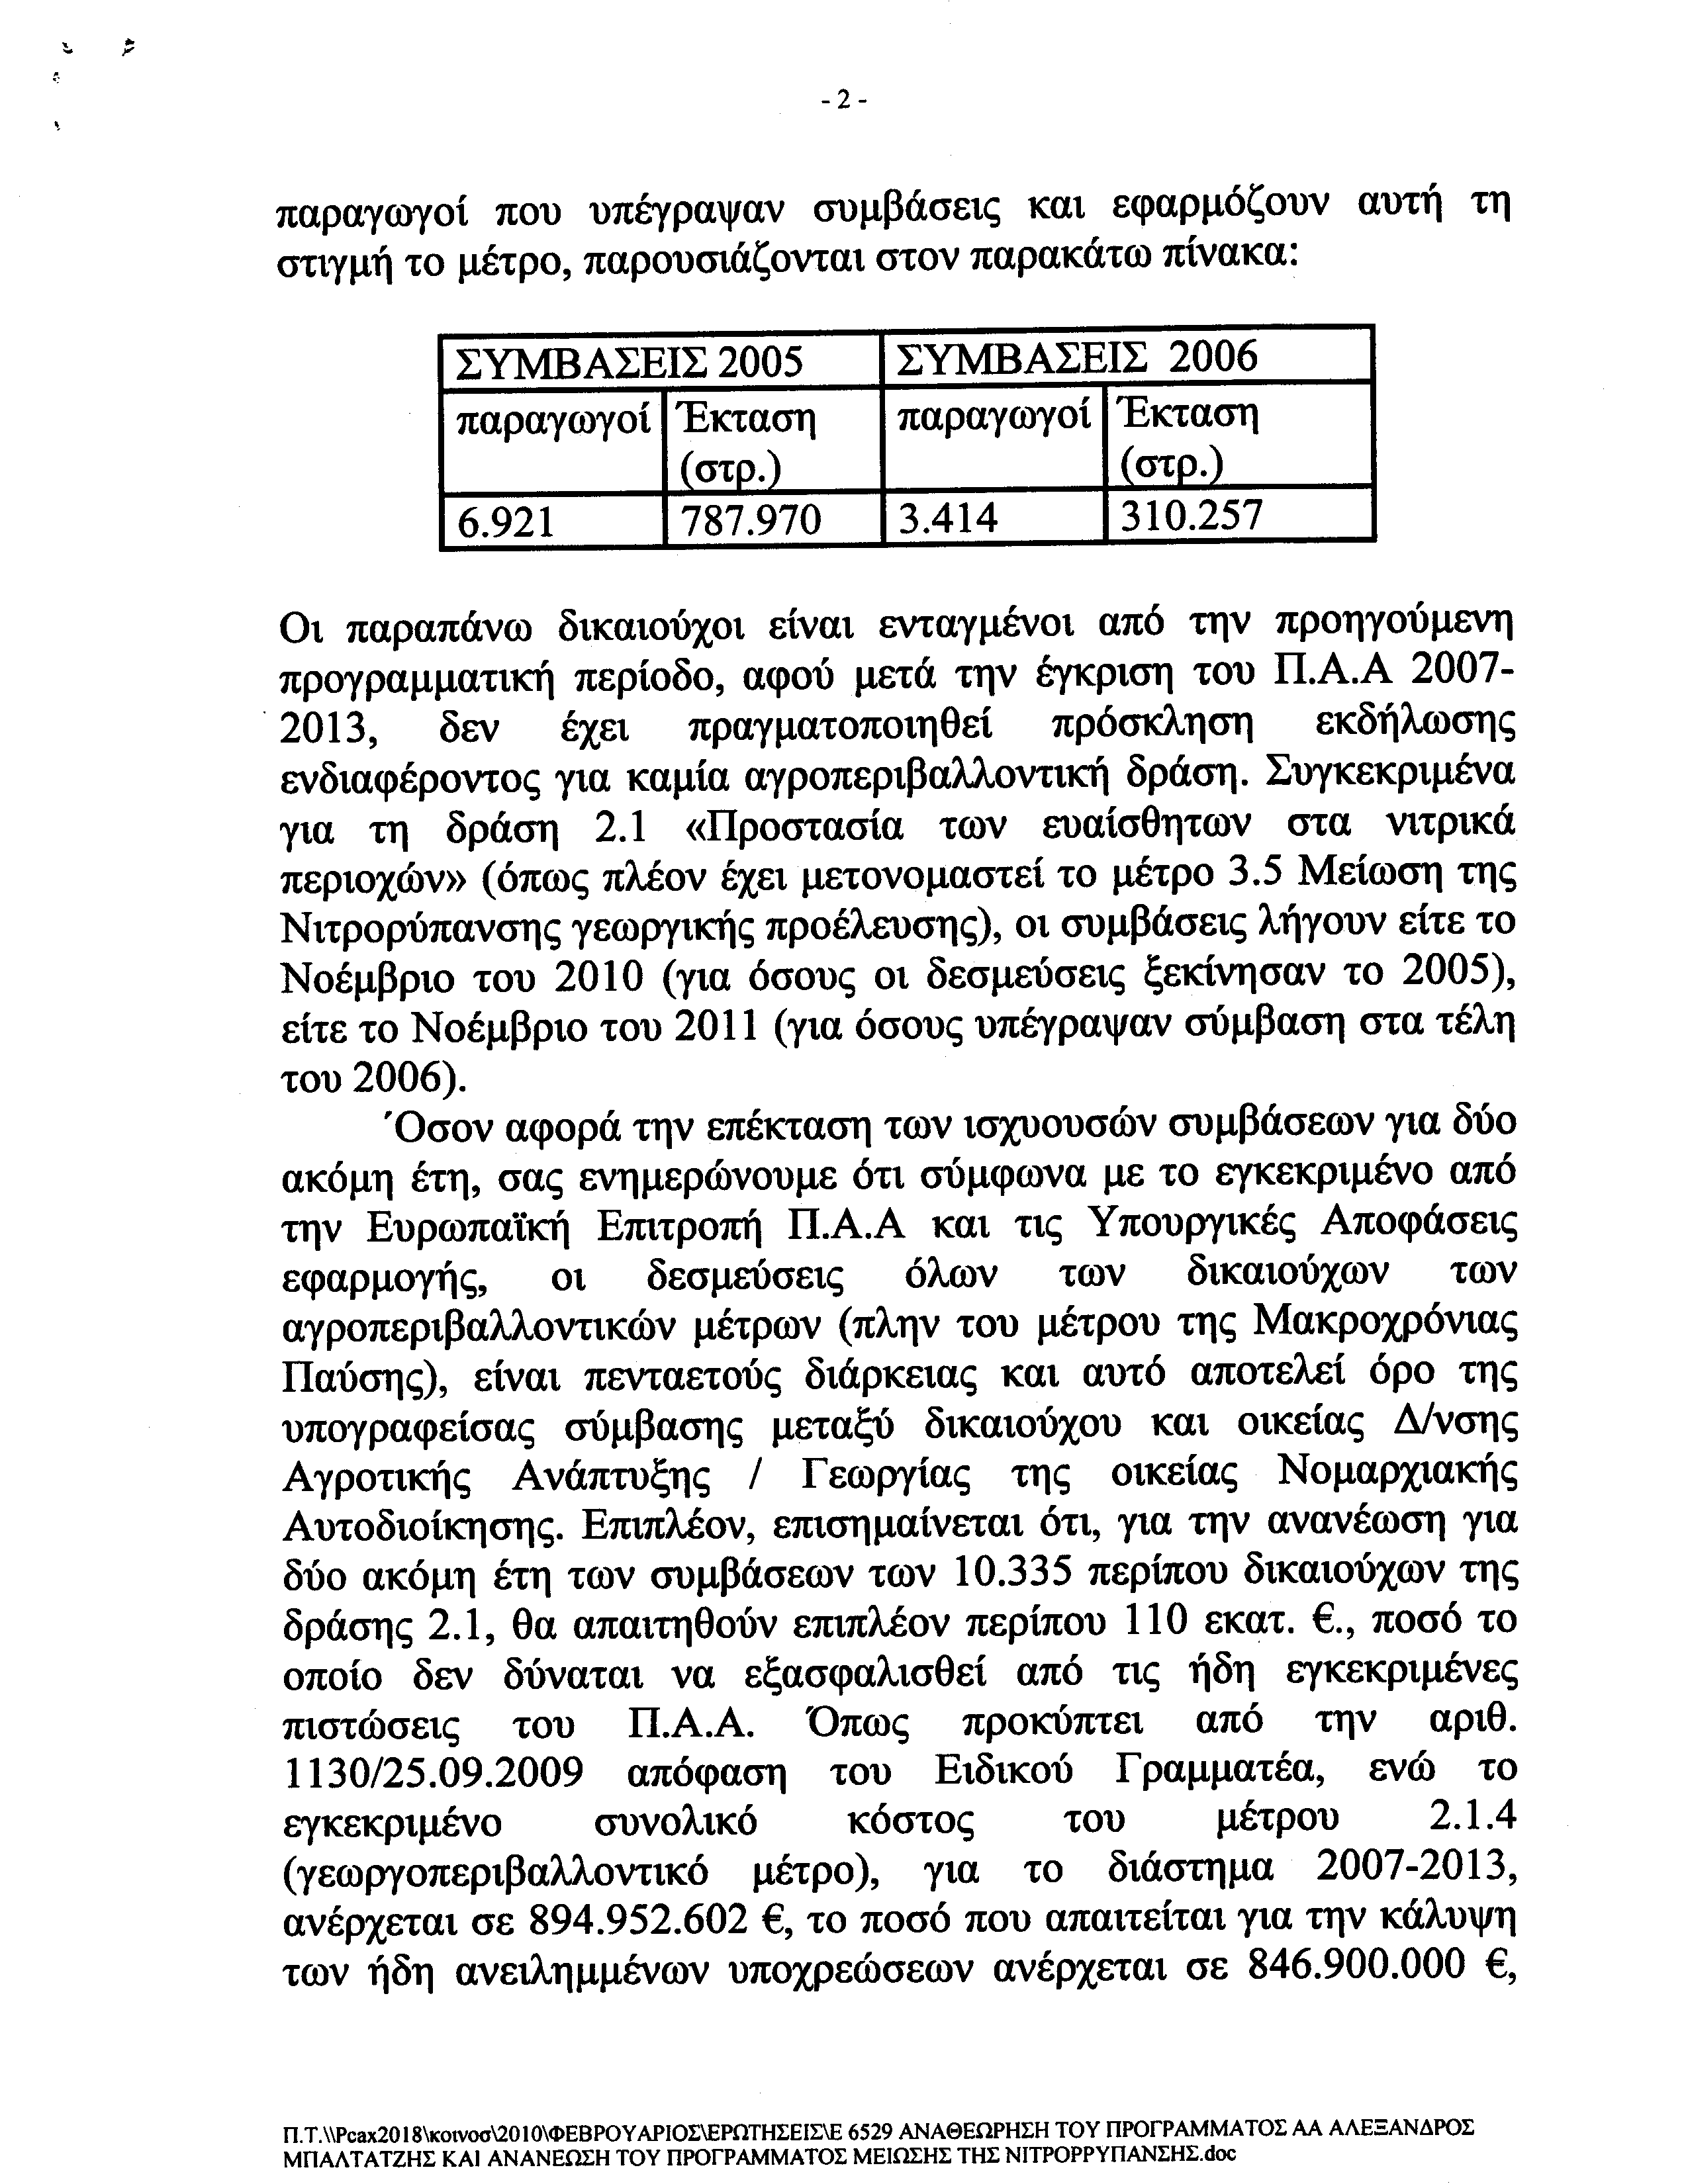 - 2 -
παραγωγοί που υπέγραψαν συμβάσεις και εφαρμόζουν αυτή τη
στιγμή το μέτρο, παρουσιάζονται στον παρακάτω πίνακα:
ΣΥΜΒΑΣΕΙΣ 2005 ΣΥΜΒΑΣΕΙΣ 2006
παραγωγοί Έκταση παραγωγοί Έκταση
(στρ.) (στρ.)
6.921 787.970 3.414 310.257
Οι παραπάνω δικαιούχοι είναι ενταγμένοι από την προηγούμενη
προγραμματική περίοδο, αφού μετά την έγκριση του Π.Α.Α 2007-
2013, δεν έχει πραγματοποιηθεί πρόσκληση εκδήλωσης
ενδιαφέροντος για καμία αγροπεριβαλλοντική δράση. Συγκεκριμένα
για τη δράση 2.1 «Προστασία των ευαίσθητων στα νιτρικά
περιοχών» (όπως πλέον έχει μετονομαστεί το μέτρο 3.5 Μείωση της
Νιτρορύπανσης γεωργικής προέλευσης), οι συμβάσεις λήγουν είτε το
Νοέμβριο του 2010 (για όσους οι δεσμεύσεις ξεκίνησαν το 2005),
είτε το Νοέμβριο του 2011 (για όσους υπέγραψαν σύμβαση στα τέλη
του 2006).
Όσον αφορά την επέκταση των ισχυουσών συμβάσεων για δύο
ακόμη έτη, σας ενημερώνουμε ότι σύμφωνα με το εγκεκριμένο από
την Ευρωπαϊκή Επιτροπή Π.Α.Α και τις Υπουργικές Αποφάσεις
εφαρμογής, οι δεσμεύσεις όλων των δικαιούχων των
αγροπεριβαλλοντικών μέτρων (πλην του μέτρου της Μακροχρόνιας
Παύσης), είναι πενταετούς διάρκειας και αυτό αποτελεί όρο της
υπογραφείσας σύμβασης μεταξύ δικαιούχου και οικείας Δ/νσης
Αγροτικής Ανάπτυξης / Γεωργίας της οικείας Νομαρχιακής
Αυτοδιοίκησης. Επιπλέον, επισημαίνεται ότι, για την ανανέωση για
δύο ακόμη έτη των συμβάσεων των 10.335 περίπου δικαιούχων της
δράσης 2.1, θα απαιτηθούν επιπλέον περίπου 110 εκατ. €., ποσό το
οποίο δεν δύναται να εξασφαλισθεί από τις ήδη εγκεκριμένες
πιστώσεις του Π.Α.Α. Όπως προκύπτει από την αριθ.
1130/25.09.2009 απόφαση του Ειδικού Γραμματέα, ενώ το
εγκεκριμένο συνολικό κόστος του μέτρου 2.1.4
(γεωργοπεριβαλλοντικό μέτρο), για το διάστημα 2007-2013,
ανέρχεται σε 894.952.602 €, το ποσό που απαιτείται για την κάλυψη
των ήδη ανειλημμένων υποχρεώσεων ανέρχεται σε 846.900.000 €,
Π.Τ.\\Pcax2018\κοινοσ\2010\ΦΕΒΡΟΥΑΡΙΟΣ\ΕΡΩΤΗΣΕΙΣ\Ε 6529 ΑΝΑΘΕΩΡΗΣΗ ΤΟΥ ΠΡΟΓΡΑΜΜΑΤΟΣ ΑΑ ΑΛΕΞΑΝΔΡΟΣ
ΜΠΑΛΤΑΤΖΗΣ ΚΑΙ ΑΝΑΝΕΩΣΗ ΤΟΥ ΠΡΟΓΡΑΜΜΑΤΟΣ ΜΕΙΩΣΗΣ ΤΗΣ ΝΙΤΡΟΡΡΥΠΑΝΣΗΣ.doc